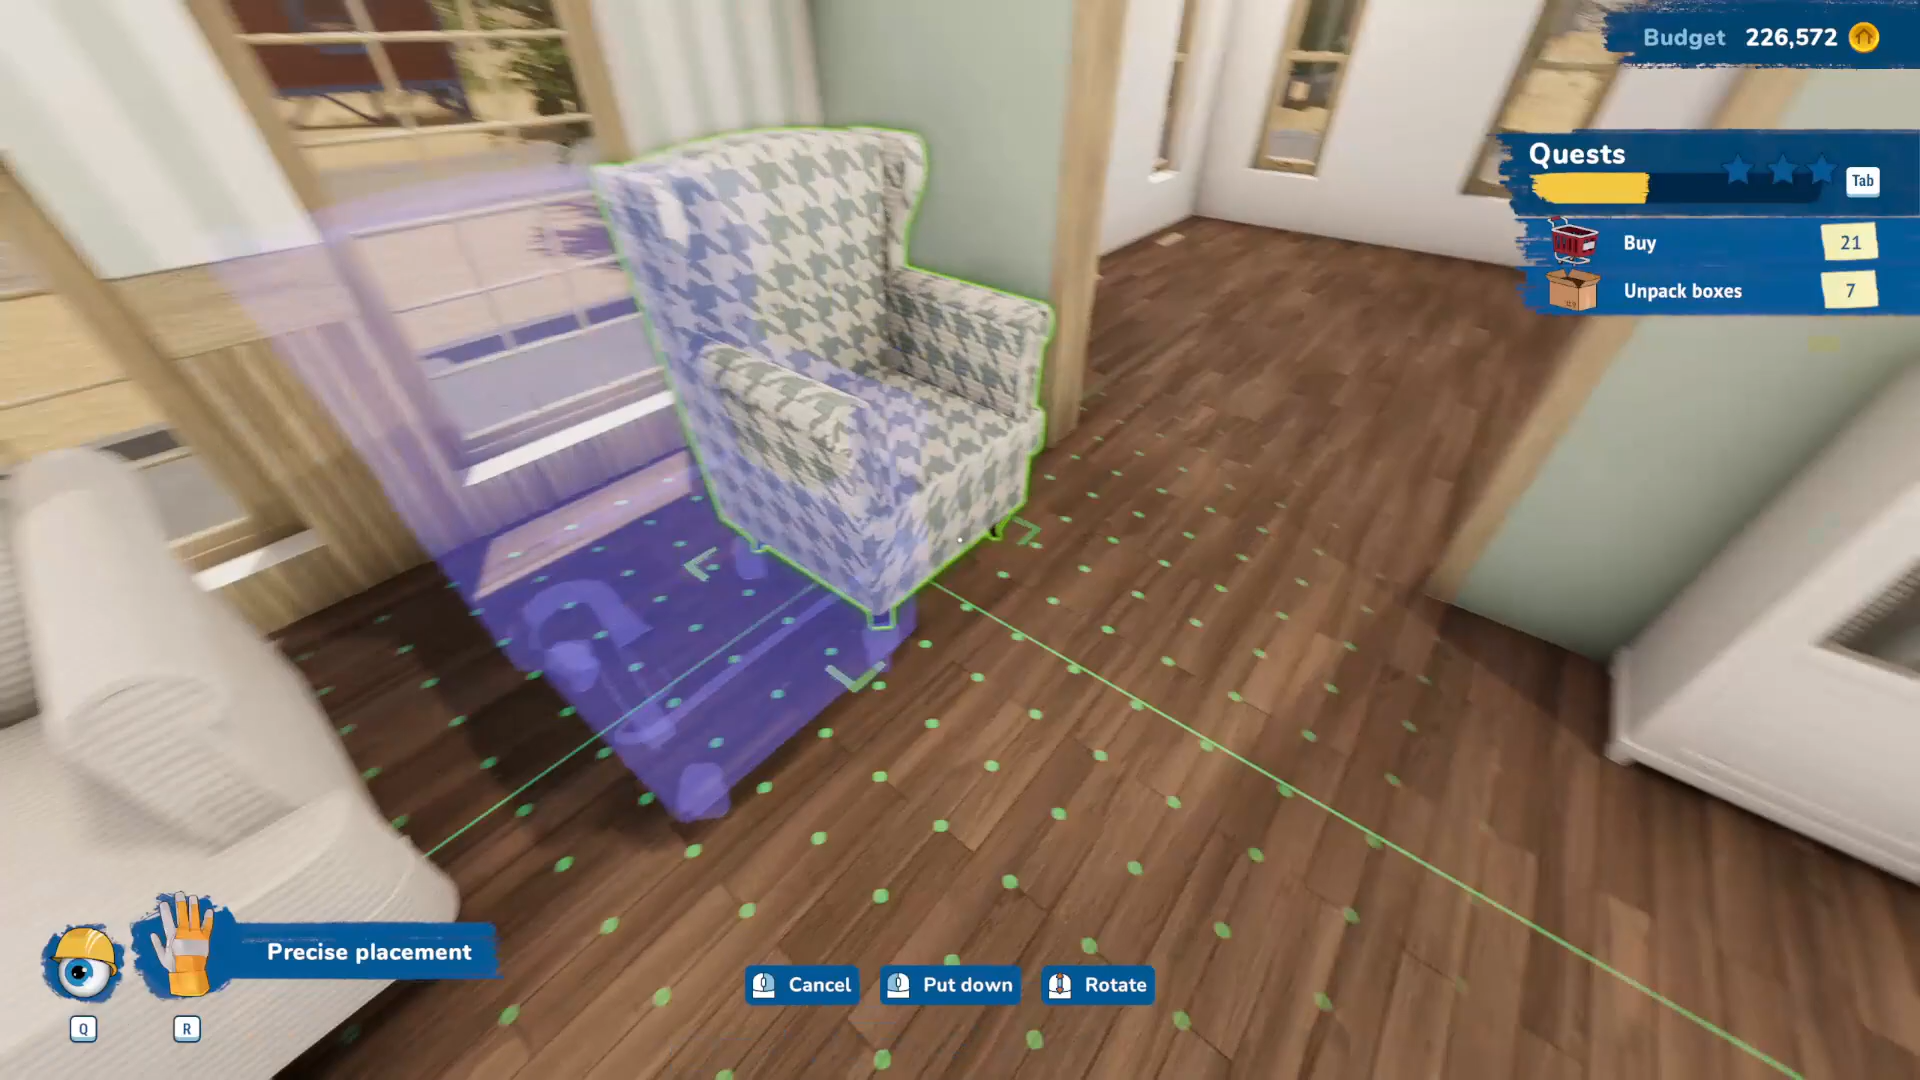 Budget 226,572
Quests
Tab
Buy 21
Unpack boxes 7
Precise placement
Cancel Put down Rotate
Q R